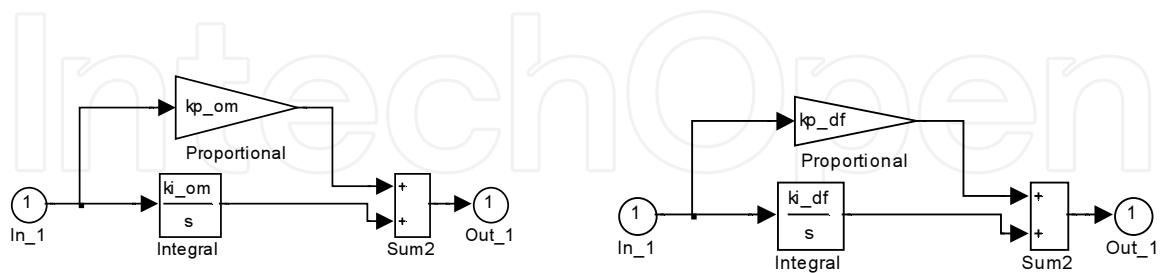 IntechOpen
kp_om
Proportional
1
ki_om
s
+
+
1
In_1
Integral
Sum2
Out_1
kp_df
Proportional
1
ki_df
s
+
+
1
In_1
Integral
Sum2
Out_1